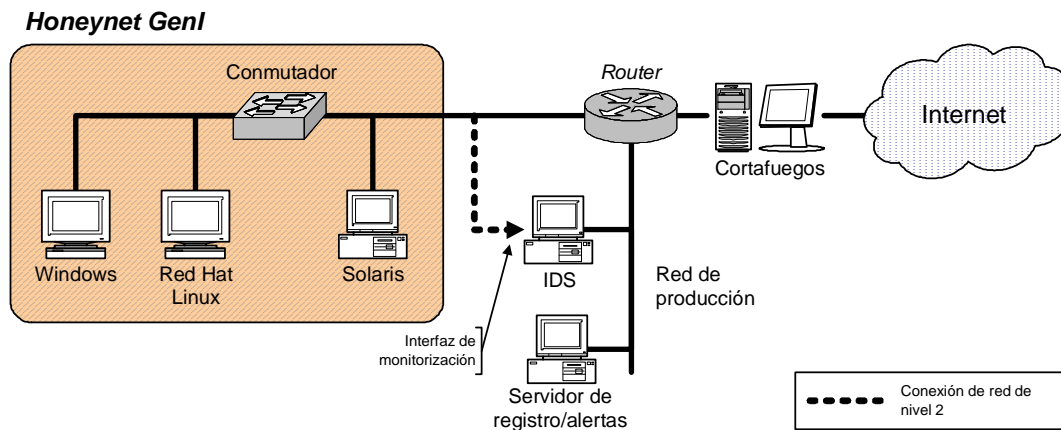 Honeynet GenI
Conmutador
Router
Internet
Cortafuegos
Windows
Red Hat
Linux
Solaris
IDS
Red de
producción
Interfaz de
monitorización
Servidor de
registro/alertas
Conexión de red de
nivel 2